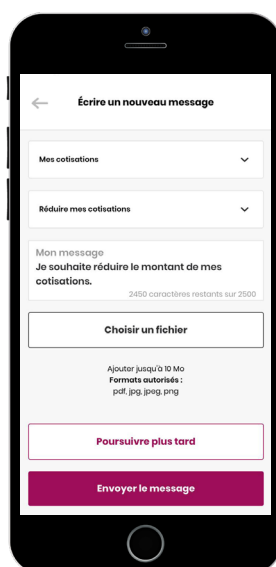 Écrire un nouveau message
Mes cotisations
Réduire mes cotisations
Mon message
Je souhaite réduire le montant de mes
cotisations.
2450 caractères restants sur 2500
Choisir un fichier
Ajouter jusqu'à 10 Mo
Formats autorisés :
pdf, jpg, jpeg, png
Poursuivre plus tard
Envoyer le message